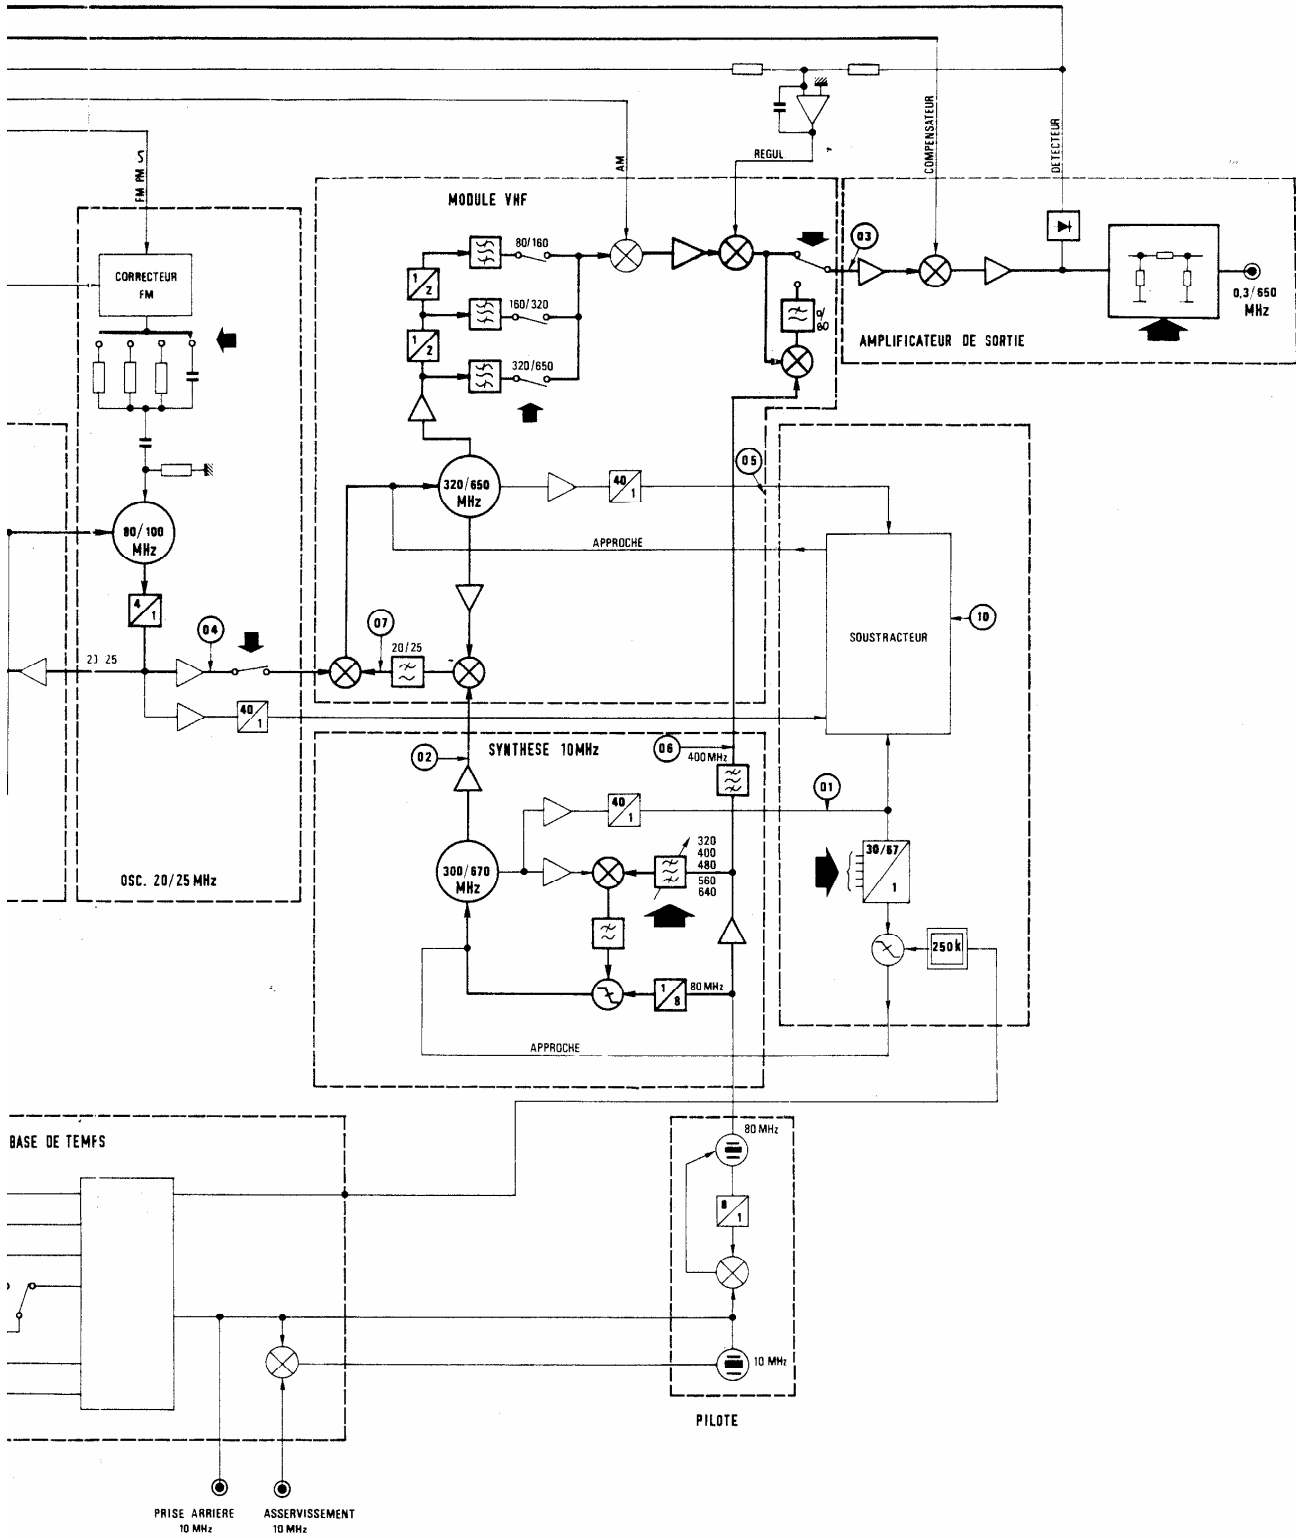 FM PM S
AM
REGUL
COMPENSATEUR
DETECTEUR
MODULE VHF
03
80/160
CORRECTEUR
FM
1
2
160/320
0/
80
0,3/650
MHz
1
2
320/650
AMPLIFICATEUR DE SORTIE
05
320/650
MHz
40
1
80/100
MHz
APPROCHE
4
1
04
07
20/25
10
SOUSTRACTEUR
20 25
40
1
SYNTHESE 10MHz
02
06
400 MHz
01
40
1
320
400
480
560
640
30/67
1
300/670
MHz
OSC. 20/25 MHz
250k
1
8
80 MHz
APPROCHE
BASE DE TEMPS
80 MHz
8
1
10 MHz
PILOTE
PRISE ARRIERE
10 MHz
ASSERVISSEMENT
10 MHz